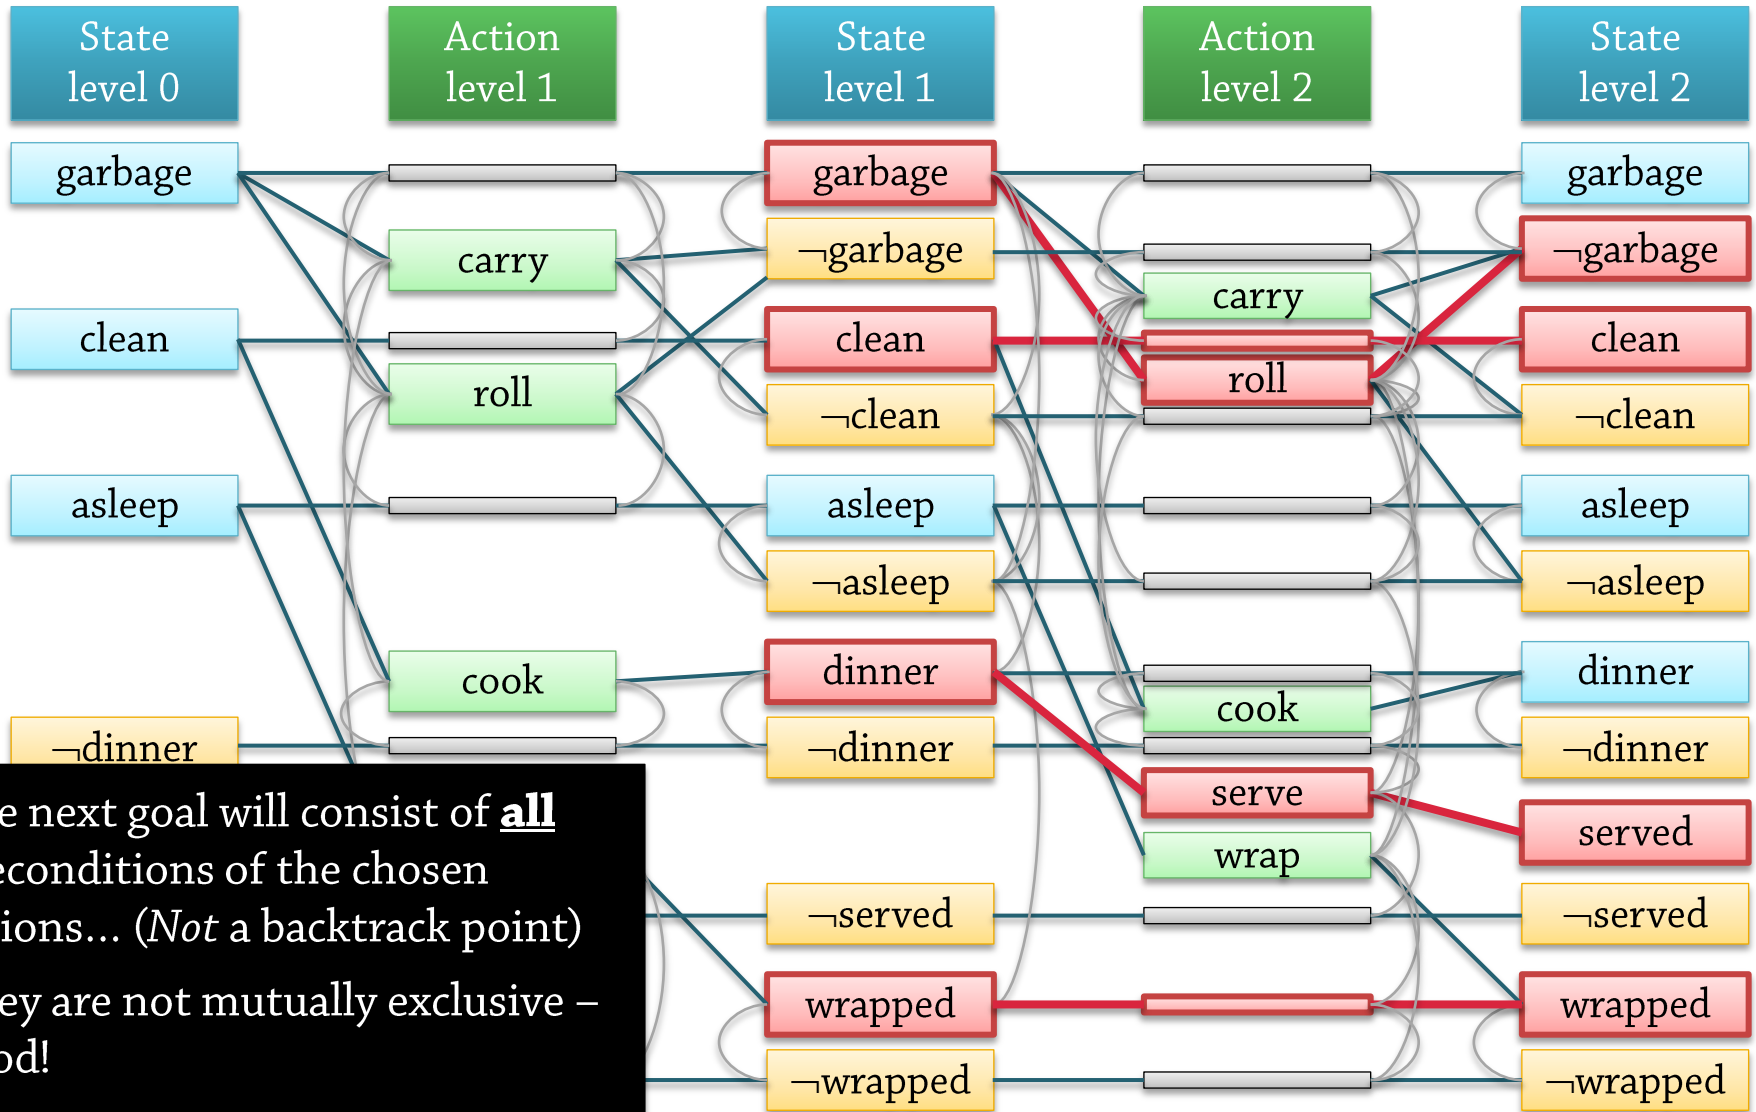 State level 0
Action level 1
State level 1
Action level 2
State level 2
garbage
clean
asleep
¬dinner
carry
roll
cook
garbage
¬garbage
clean
¬clean
asleep
¬asleep
dinner
¬dinner
¬served
wrapped
¬wrapped
carry
roll
cook
serve
wrap
garbage
¬garbage
clean
¬clean
asleep
¬asleep
dinner
¬dinner
served
¬served
wrapped
¬wrapped
e next goal will consist of all
econditions of the chosen
ions... (Not a backtrack point)
ey are not mutually exclusive –
od!